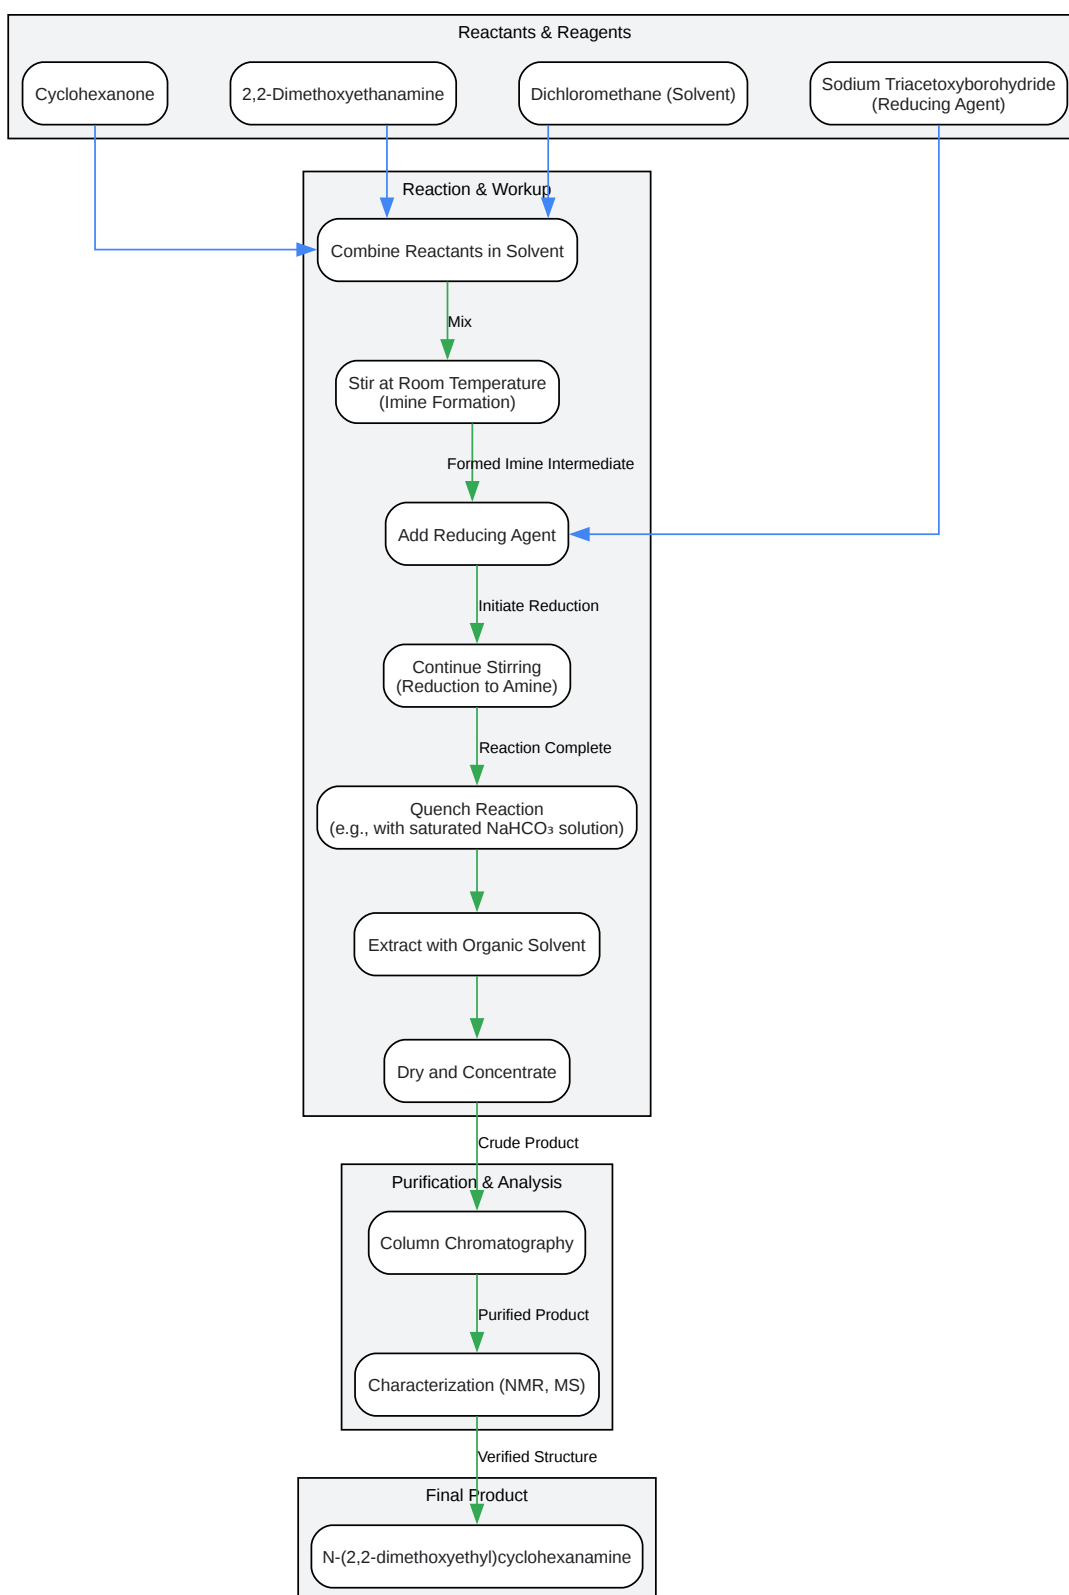 Reactants & Reagents
Cyclohexanone
2,2-Dimethoxyethanamine
Dichloromethane (Solvent)
Sodium Triacetoxyborohydride
(Reducing Agent)
Reaction & Workup
Combine Reactants in Solvent
Mix
Stir at Room Temperature
(Imine Formation)
Formed Imine Intermediate
Add Reducing Agent
Initiate Reduction
Continue Stirring
(Reduction to Amine)
Reaction Complete
Quench Reaction
(e.g., with saturated NaHCO₃ solution)
Extract with Organic Solvent
Dry and Concentrate
Crude Product
Purification & Analysis
Column Chromatography
Purified Product
Characterization (NMR, MS)
Verified Structure
Final Product
N-(2,2-dimethoxyethyl)cyclohexanamine